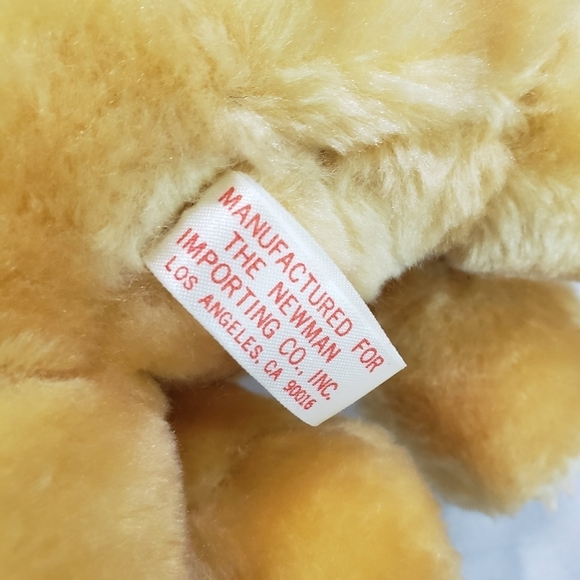 MANUFACTURED FOR
THE NEWMAN
IMPORTING CO., INC.
LOS ANGELES, CA 90016